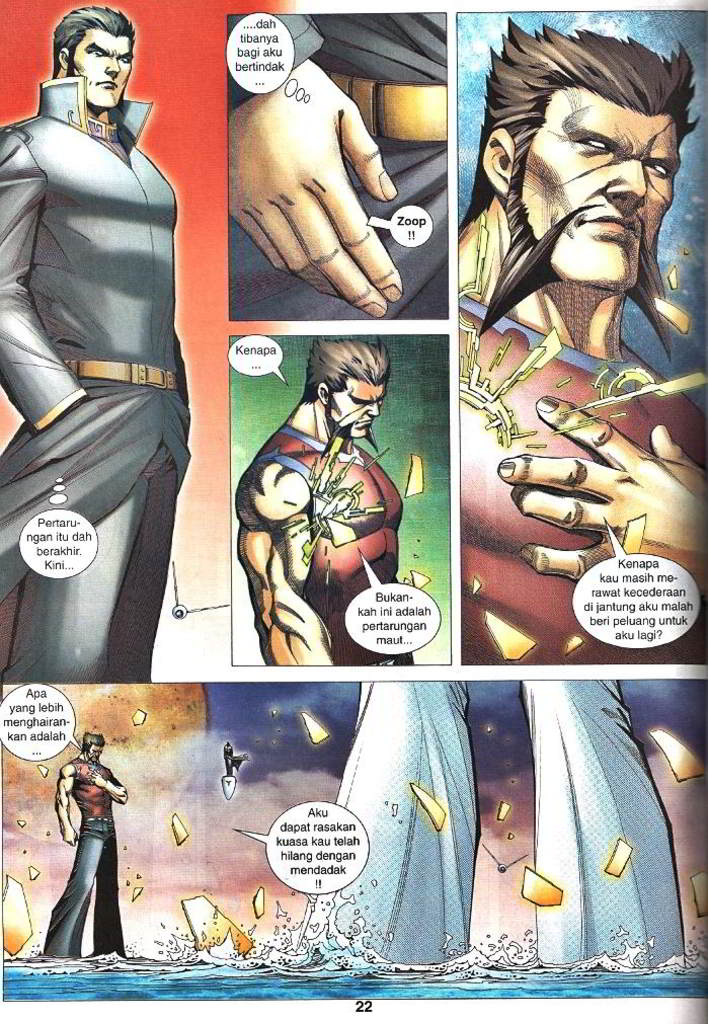 Pertaru-
ngan itu dah
berakhir.
Kini...
....dah
tibanya
bagi aku
bertindak
...
Zoop
!!
Kenapa
...
Bukan-
kah ini adalah
pertarungan
maut...
Kenapa
kau masih me-
rawat kecederaan
di jantung aku malah
beri peluang untuk
aku lagi?
Apa
yang lebih
menghairan-
kan adalah
...
Aku
dapat rasakan
kuasa kau telah
hilang dengan
mendadak
!!
22